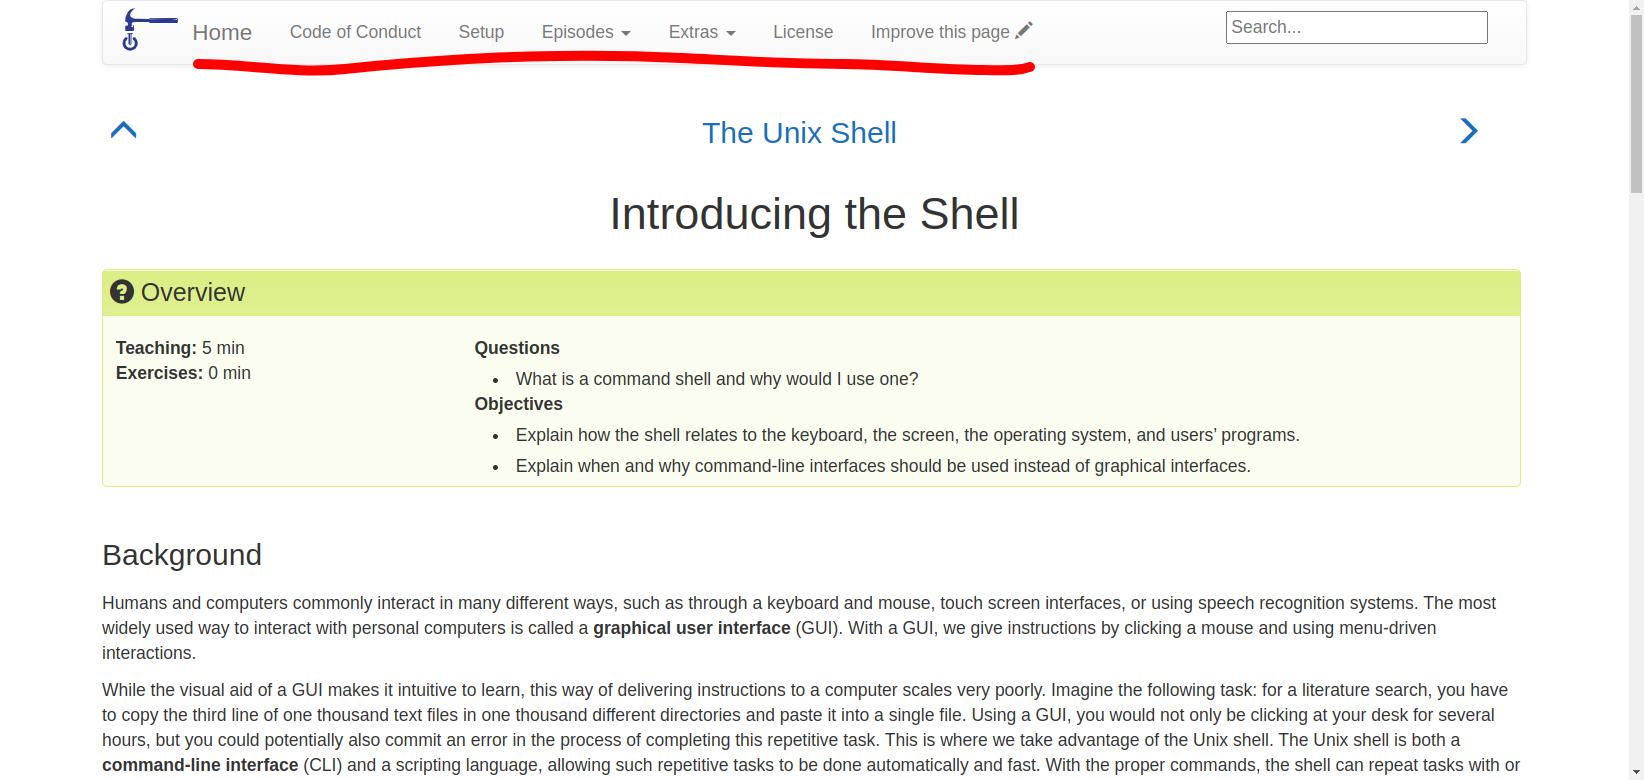 Home Code of Conduct Setup Episodes Extras License Improve this page Search...
The Unix Shell
Introducing the Shell
Overview
Teaching: 5 min
Exercises: 0 min
Questions
What is a command shell and why would I use one?
Objectives
Explain how the shell relates to the keyboard, the screen, the operating system, and users’ programs.
Explain when and why command-line interfaces should be used instead of graphical interfaces.
Background
Humans and computers commonly interact in many different ways, such as through a keyboard and mouse, touch screen interfaces, or using speech recognition systems. The most
widely used way to interact with personal computers is called a graphical user interface (GUI). With a GUI, we give instructions by clicking a mouse and using menu-driven
interactions.
While the visual aid of a GUI makes it intuitive to learn, this way of delivering instructions to a computer scales very poorly. Imagine the following task: for a literature search, you have
to copy the third line of one thousand text files in one thousand different directories and paste it into a single file. Using a GUI, you would not only be clicking at your desk for several
hours, but you could potentially also commit an error in the process of completing this repetitive task. This is where we take advantage of the Unix shell. The Unix shell is both a
command-line interface (CLI) and a scripting language, allowing such repetitive tasks to be done automatically and fast. With the proper commands, the shell can repeat tasks with or